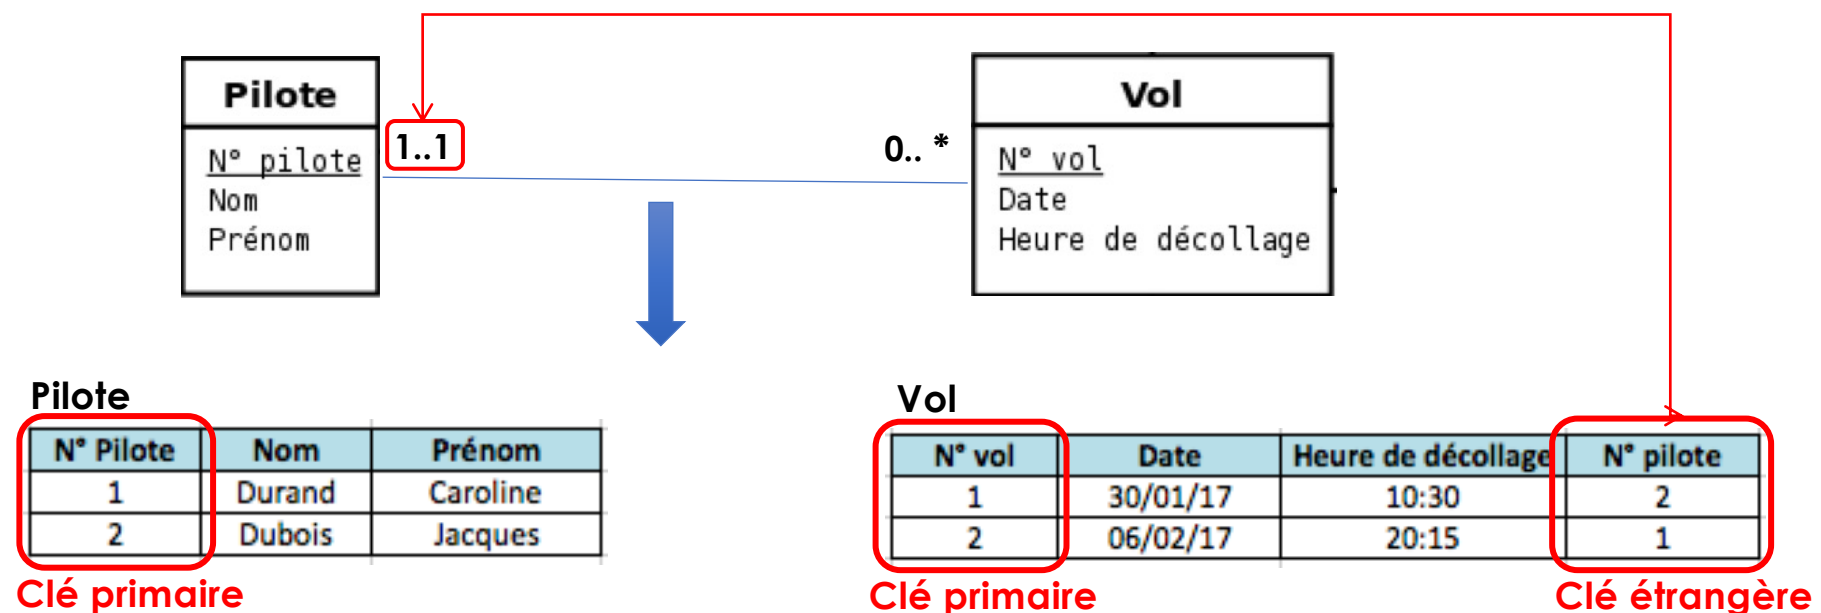 Pilote
N° pilote
Nom
Prénom
1..1
0.. *
Vol
N° vol
Date
Heure de décollage
Pilote
N° Pilote Nom Prénom
1 Durand Caroline
2 Dubois Jacques
Clé primaire
Vol
N° vol Date Heure de décollage N° pilote
1 30/01/17 10:30 2
2 06/02/17 20:15 1
Clé primaire
Clé étrangère